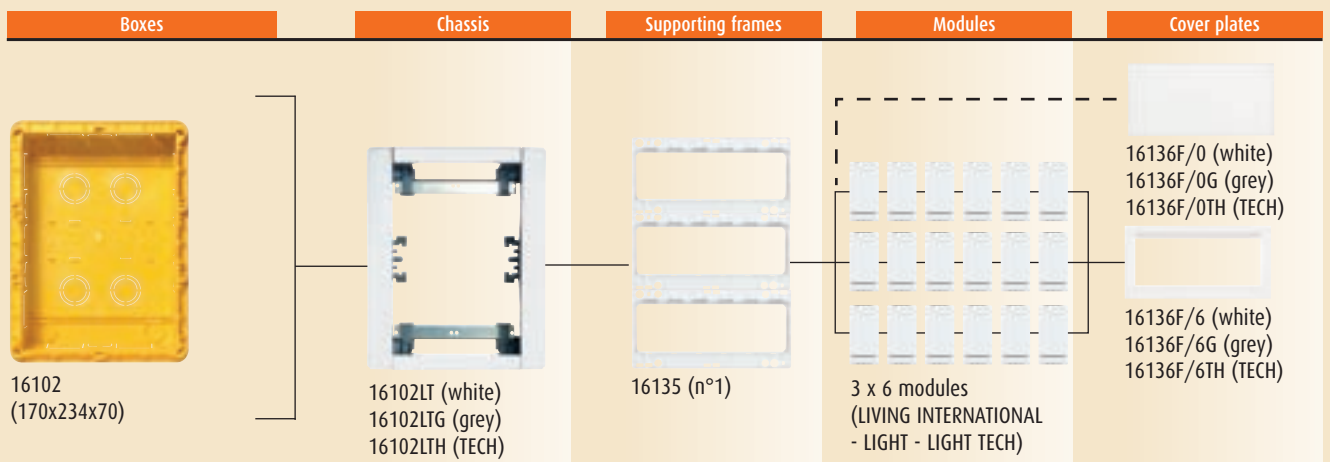 Boxes
Chassis
Supporting frames
Modules
Cover plates
16102
(170x234x70)
16102LT (white)
16102LTG (grey)
16102LTH (TECH)
16135 (n°1)
3 x 6 modules
(LIVING INTERNATIONAL
- LIGHT - LIGHT TECH)
16136F/0 (white)
16136F/0G (grey)
16136F/0TH (TECH)
16136F/6 (white)
16136F/6G (grey)
16136F/6TH (TECH)